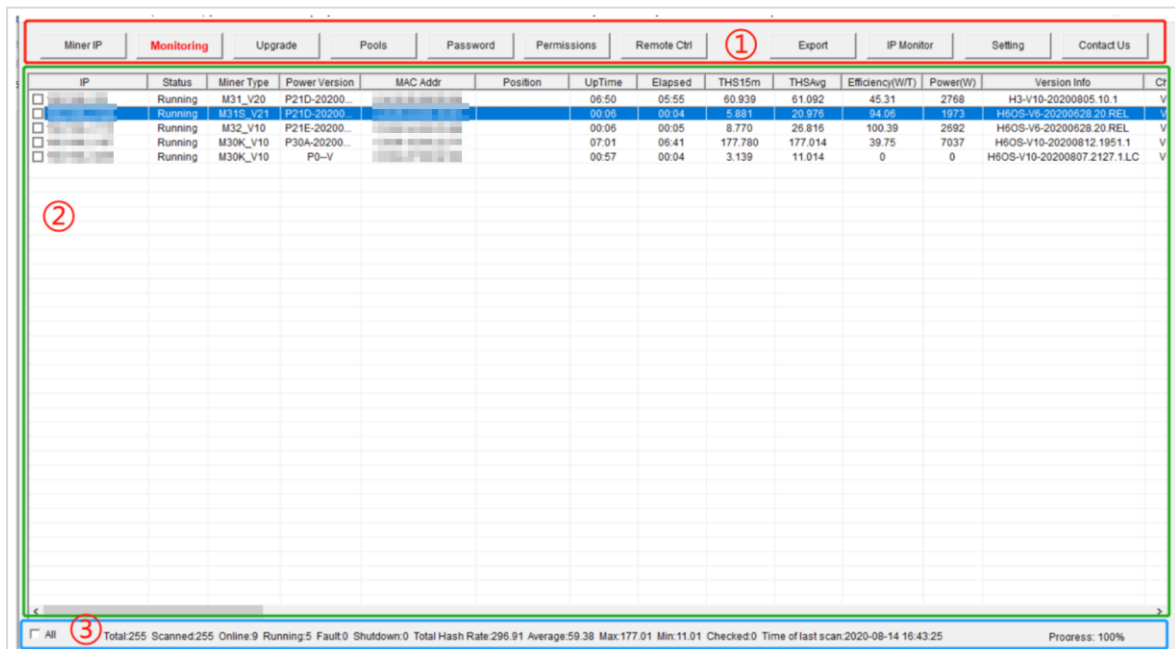 Miner IP Monitoring Upgrade Pools Password Permissions Remote Ctrl ① Export IP Monitor Setting Contact Us
IP Status Miner Type Power Version MAC Addr Position UpTime Elapsed THS15m THSAvg Efficiency(W/T) Power(W) Version Info Ch
Running M31_V20 P21D-20200... 06:50 05:55 60.939 61.092 45.31 2768 H3-V10-20200805.10.1 V
Running M31S_V21 P21D-20200... 00:06 00:04 5.881 20.976 94.06 1973 H6OS-V6-20200628.20.REL V
Running M32_V10 P21E-20200... 00:06 00:05 8.770 26.816 100.39 2692 H6OS-V6-20200628.20.REL V
Running M30K_V10 P30A-20200... 07:01 06:41 177.780 177.014 39.75 7037 H6OS-V10-20200812.1951.1 V
Running M30K_V10 P0--V 00:57 00:04 3.139 11.014 0 0 H6OS-V10-20200807.2127.1.LC V
②
All ③ Total:255 Scanned:255 Online:9 Running:5 Fault:0 Shutdown:0 Total Hash Rate:296.91 Average:59.38 Max:177.01 Min:11.01 Checked:0 Time of last scan:2020-08-14 16:43:25 Progress: 100%